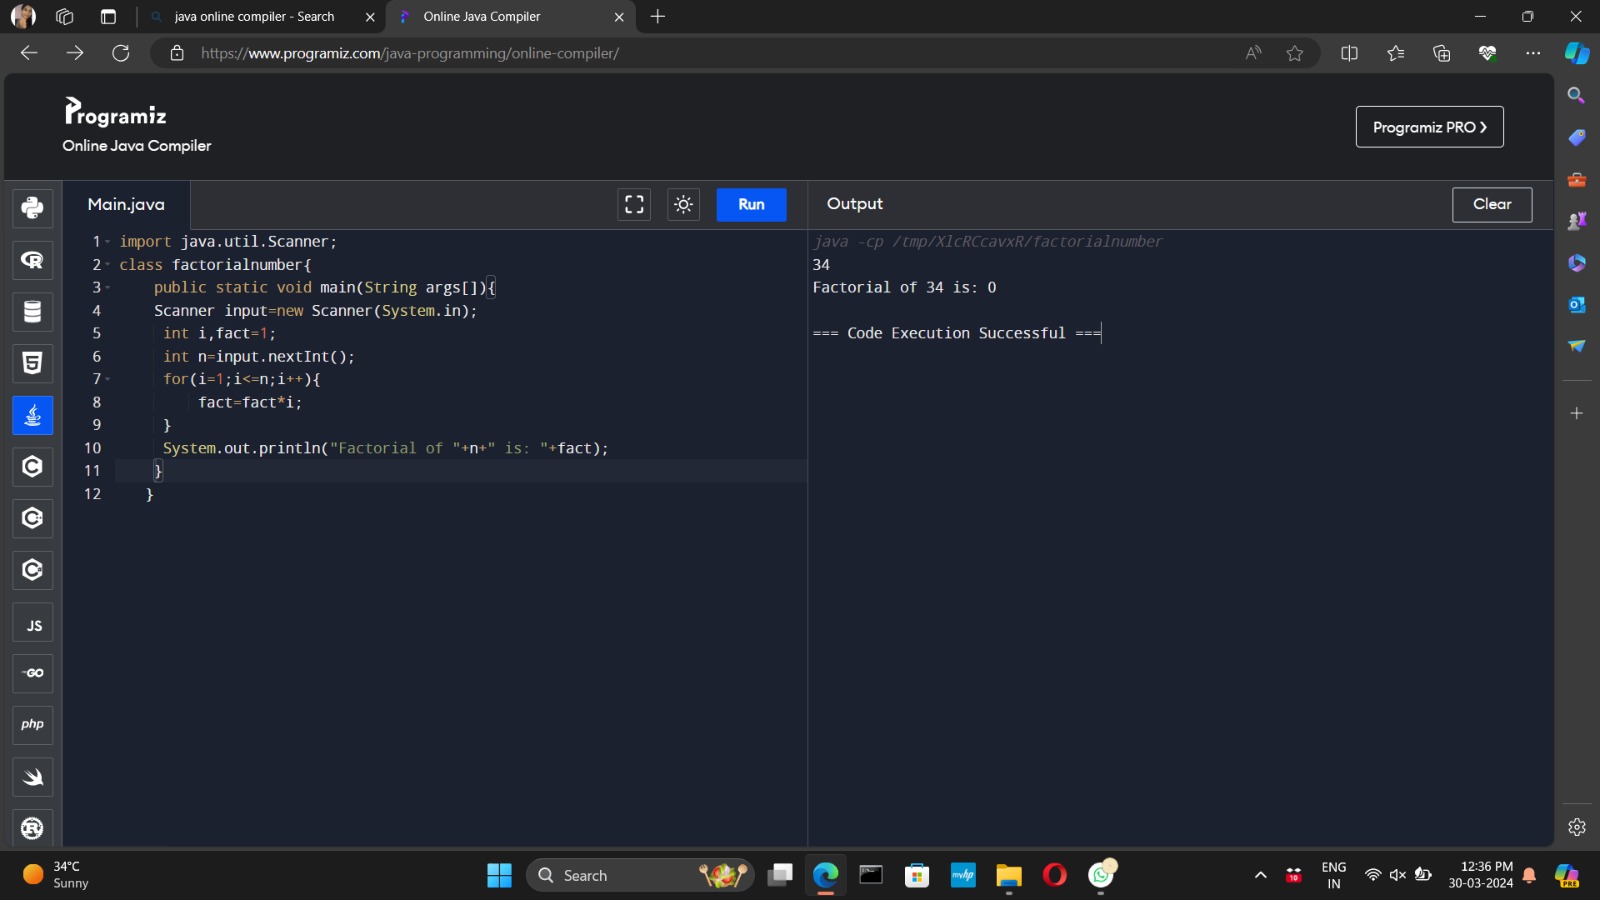 java online compiler - Search
Online Java Compiler
https://www.programiz.com/java-programming/online-compiler/
Programiz
Online Java Compiler
Programiz PRO
Main.java
Run
Output
Clear
1 import java.util.Scanner;
2 class factorialnumber{
3 public static void main(String args[]){
4 Scanner input=new Scanner(System.in);
5 int i,fact=1;
6 int n=input.nextInt();
7 for(i=1;i<=n;i++){
8 fact=fact*i;
9 }
10 System.out.println("Factorial of "+n+" is: "+fact);
11 }
12 }
java -cp /tmp/XlcRCcavxR/factorialnumber
34
Factorial of 34 is: 0
=== Code Execution Successful ===
R
5
C
C
C
JS
GO
php
R
34°C
Sunny
Search
myhp
10
ENG
IN
12:36 PM
30-03-2024
PRE